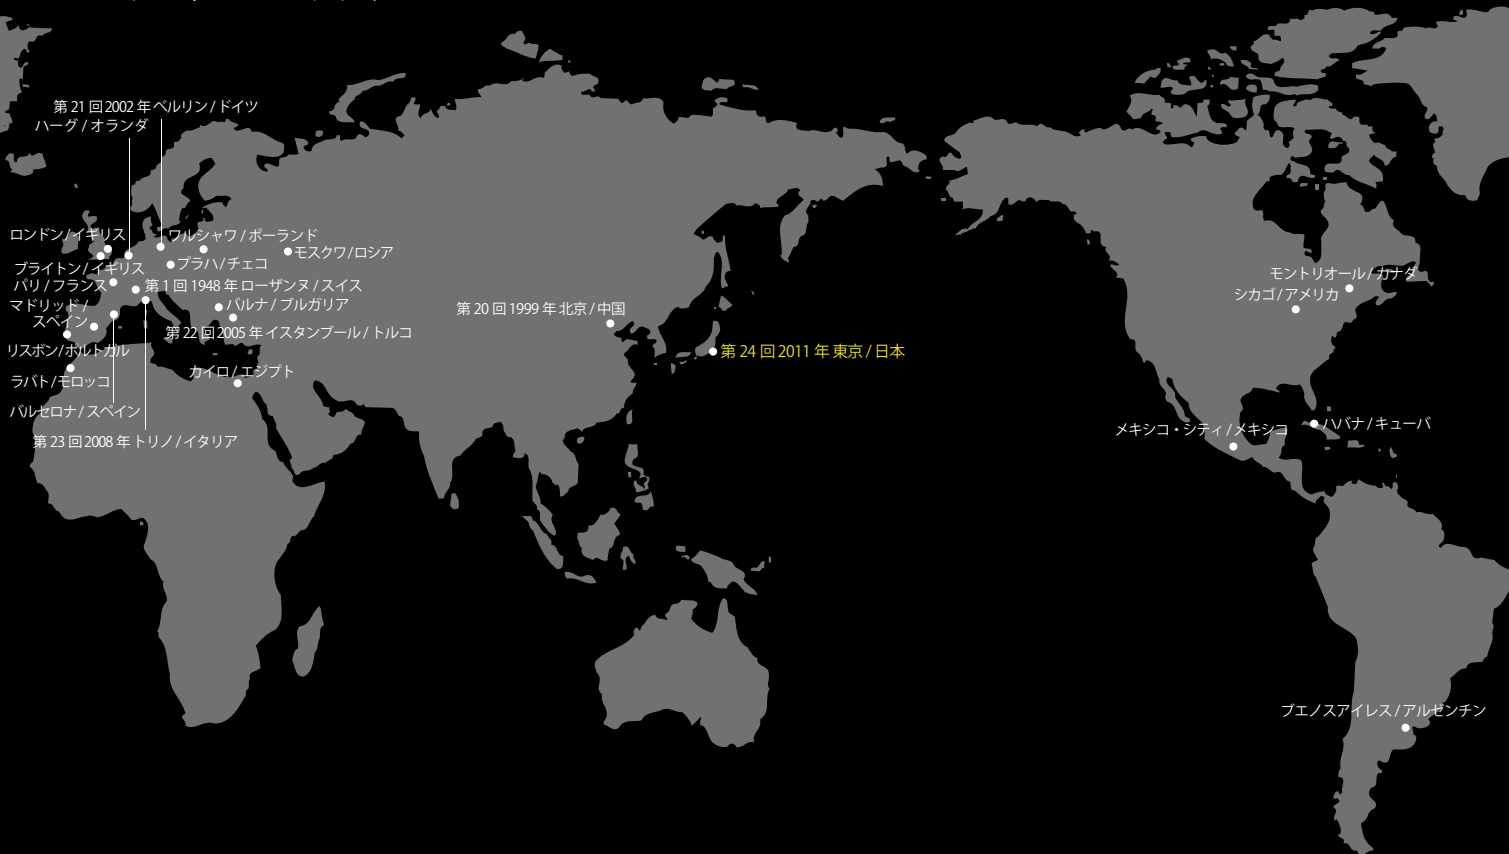 第 21 回 2002 年 ベルリン / ドイツ
ハーグ / オランダ
ロンドン / イギリス
ワルシャワ / ポーランド
モスクワ / ロシア
プラハ / チェコ
ブライトン / イギリス
パリ / フランス
第 1 回 1948 年 ローザンヌ / スイス
マドリッド /
スペイン
バルナ / ブルガリア
第 22 回 2005 年 イスタンブール / トルコ
リスボン / ポルトガル
カイロ / エジプト
ラバト / モロッコ
バルセロナ / スペイン
第 23 回 2008 年 トリノ / イタリア
第 20 回 1999 年 北京 / 中国
第 24 回 2011 年 東京 / 日本
モントリオール / カナダ
シカゴ / アメリカ
メキシコ・シティ / メキシコ
ハバナ / キューバ
ブエノスアイレス / アルゼンチン